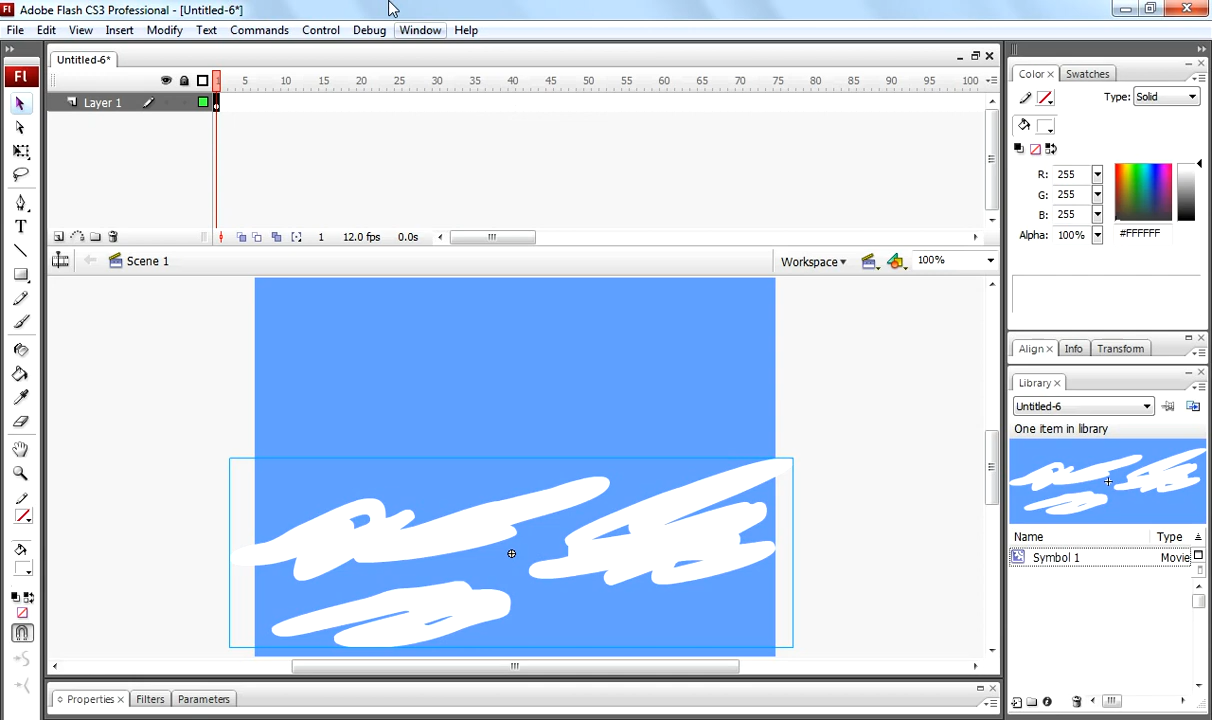 Fl Adobe Flash CS3 Professional - [Untitled-6*]
File Edit View Insert Modify Text Commands Control Debug Window Help
Untitled-6*
1 5 10 15 20 25 30 35 40 45 50 55 60 65 70 75 80 85 90 95 100
Layer 1
1 12.0 fps 0.0s
Scene 1
Workspace
100%
Fl
T
Color Swatches
Type: Solid
R: 255
G: 255
B: 255
Alpha: 100% #FFFFFF
Align Info Transform
Library
Untitled-6
One item in library
Name Type
Symbol 1 Movie
Properties Filters Parameters